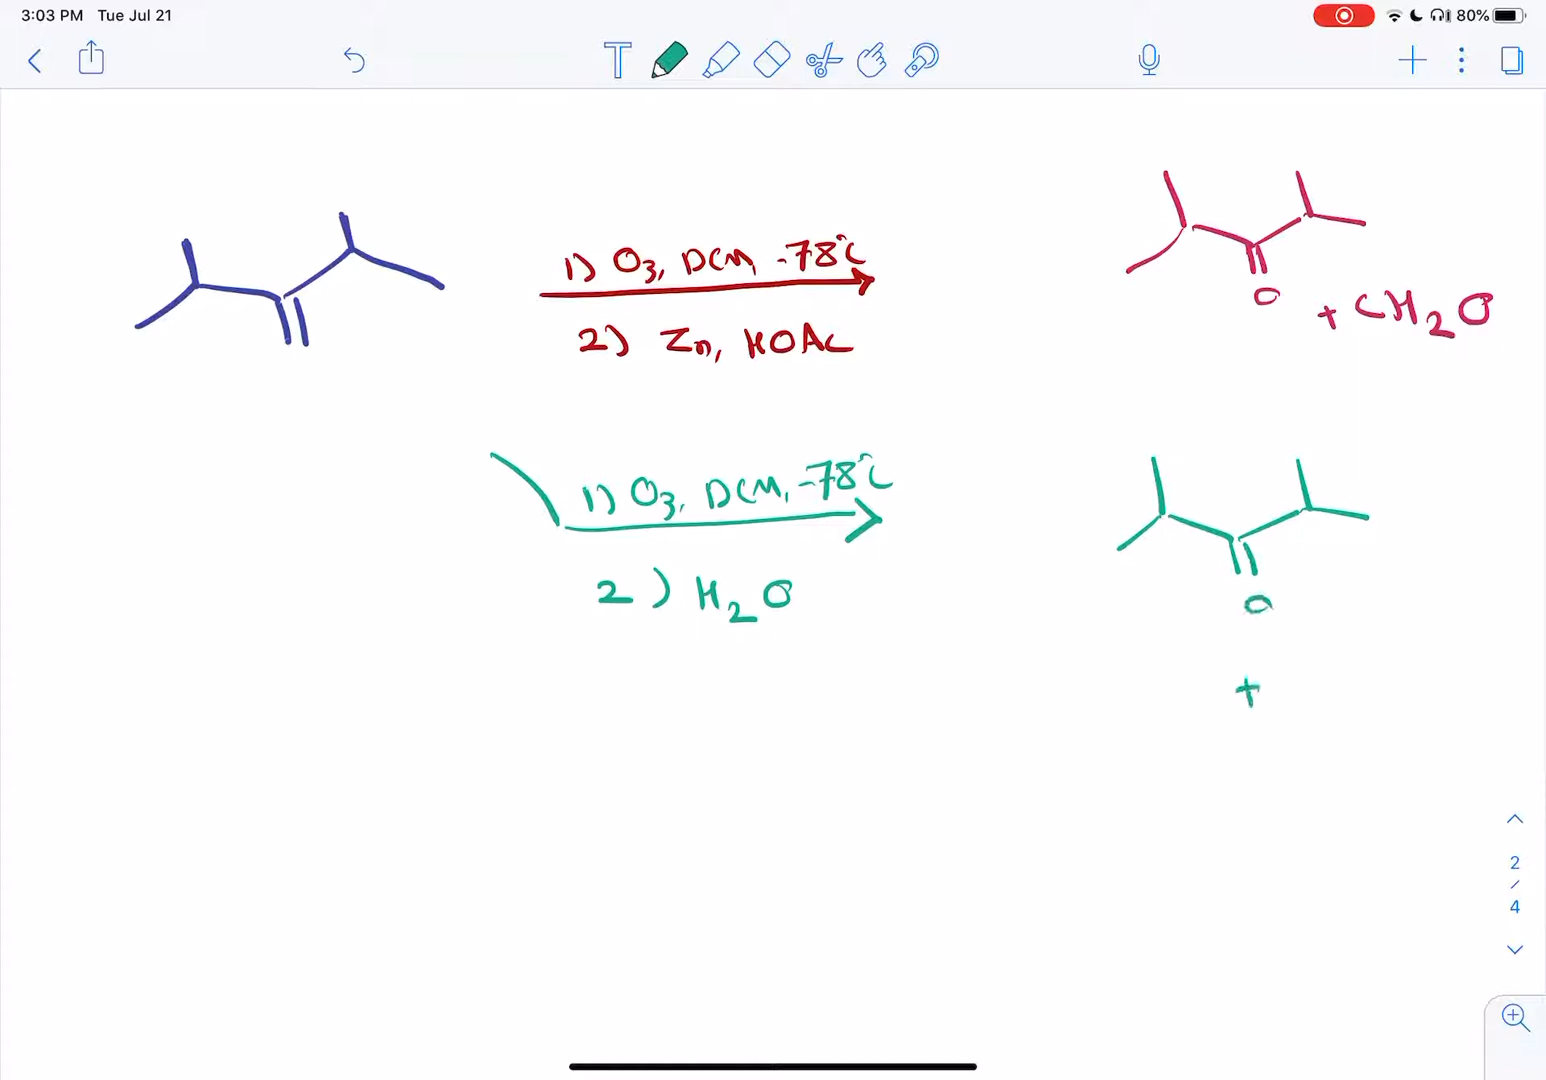 3:03 PM Tue Jul 21
80%
T
1) O3, DCM, -78°C
2) Zn, HOAc
O
+ CH2O
1) O3, DCM, -78°C
2) H2O
O
+
2
/
4